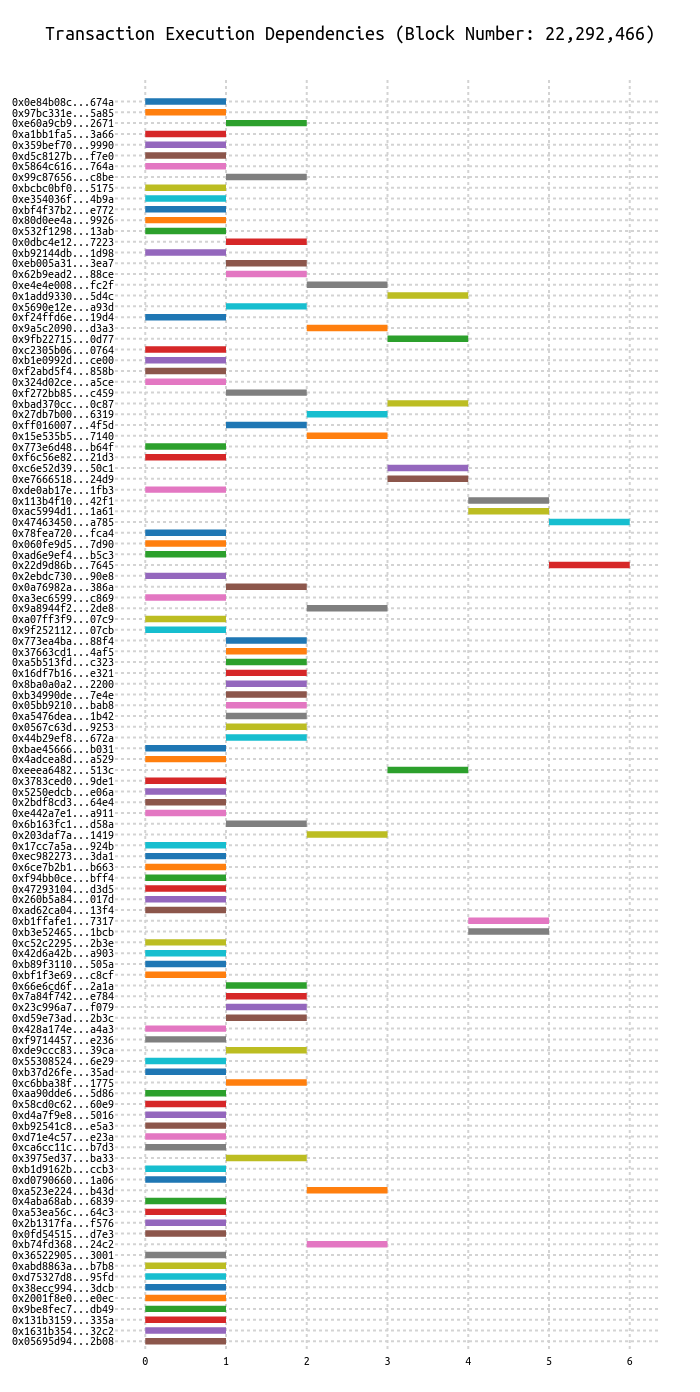 Transaction Execution Dependencies (Block Number: 22,292,466)
0x0e84b08c...674a
0x97bc331e...5a85
0xe60a9cb9...2671
0xa1bb1fa5...3a66
0x359bef70...9990
0xd5c8127b...f7e0
0x5864c616...764a
0x99c87656...c8be
0xbcbc0bf0...5175
0xe354036f...4b9a
0xbf4f37b2...e772
0x80d0ee4a...9926
0x532f1298...13ab
0x0dbc4e12...7223
0xb92144db...1d98
0xeb005a31...3ea7
0x62b9ead2...88ce
0xe4e4e008...fc2f
0x1add9330...5d4c
0x5690e12e...a93d
0xf24ffd6e...19d4
0x9a5c2090...d3a3
0x9fb22715...0d77
0xc2305b06...0764
0xb1e0992d...ce00
0xf2abd5f4...858b
0x324d02ce...a5ce
0xf272bb85...c459
0xbad370cc...0c87
0x27db7b00...6319
0xff016007...4f5d
0x15e535b5...7140
0x773e6d48...b64f
0xf6c56e82...21d3
0xc6e52d39...50c1
0xe7666518...24d9
0xde0ab17e...1fb3
0x113b4f10...42f1
0xac5994d1...1a61
0x47463450...a785
0x78fea720...fca4
0x060fe9d5...7d90
0xad6e9ef4...b5c3
0x22d9d86b...7645
0x2ebdc730...90e8
0x0a76982a...386a
0xa3ec6599...c869
0x9a8944f2...2de8
0xa07ff3f9...07c9
0x9f252112...07cb
0x773ea4ba...88f4
0x37663cd1...4af5
0xa5b513fd...c323
0x16df7b16...e321
0x8ba0a0a2...2200
0xb34990de...7e4e
0x05bb9210...bab8
0xa5476dea...1b42
0x0567c63d...9253
0x44b29ef8...672a
0xbae45666...b031
0x4adcea8d...a529
0xeeea6482...513c
0x3783ced0...9de1
0x5250edcb...e06a
0x2bdf8cd3...64e4
0xe442a7e1...a911
0x6b163fc1...d58a
0x203daf7a...1419
0x17cc7a5a...924b
0xec982273...3da1
0x6ce7b2b1...b663
0xf94bb0ce...bff4
0x47293104...d3d5
0x260b5a84...017d
0xad62ca04...13f4
0xb1ffafe1...7317
0xb3e52465...1bcb
0xc52c2295...2b3e
0x42d6a42b...a903
0xb89f3110...505a
0xbf1f3e69...c8cf
0x66e6cd6f...2a1a
0x7a84f742...e784
0x23c996a7...f079
0xd59e73ad...2b3c
0x428a174e...a4a3
0xf9714457...e236
0xde9ccc83...39ca
0x55308524...6e29
0xb37d26fe...35ad
0xc6bba38f...1775
0xaa90dde6...5d86
0x58cd0c62...60e9
0xd4a7f9e8...5016
0xb92541c8...e5a3
0xd71e4c57...e23a
0xca6cc11c...b7d3
0x3975ed37...ba33
0xb1d9162b...ccb3
0xd0790660...1a06
0xa523e224...b43d
0x4aba68ab...6839
0xa53ea56c...64c3
0x2b1317fa...f576
0x0fd54515...d7e3
0xb74fd368...24c2
0x36522905...3001
0xabd8863a...b7b8
0xd75327d8...95fd
0x38ecc994...3dcb
0x2001f8e0...e0ec
0x9be8fec7...db49
0x131b3159...335a
0x1631b354...32c2
0x05695d94...2b08
0 1 2 3 4 5 6